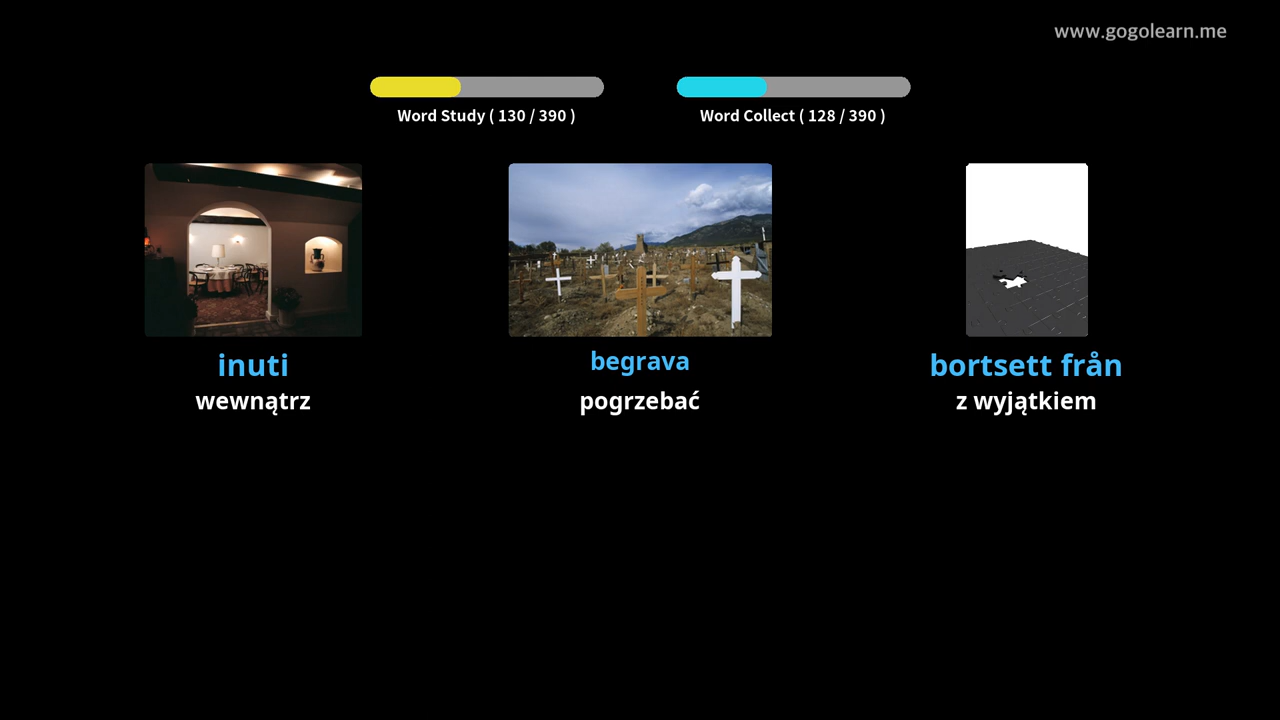 www.gogolearn.me
Word Study ( 130 / 390 )
Word Collect ( 128 / 390 )
inuti
wewnątrz
begrava
pogrzebać
bortsett från
z wyjątkiem